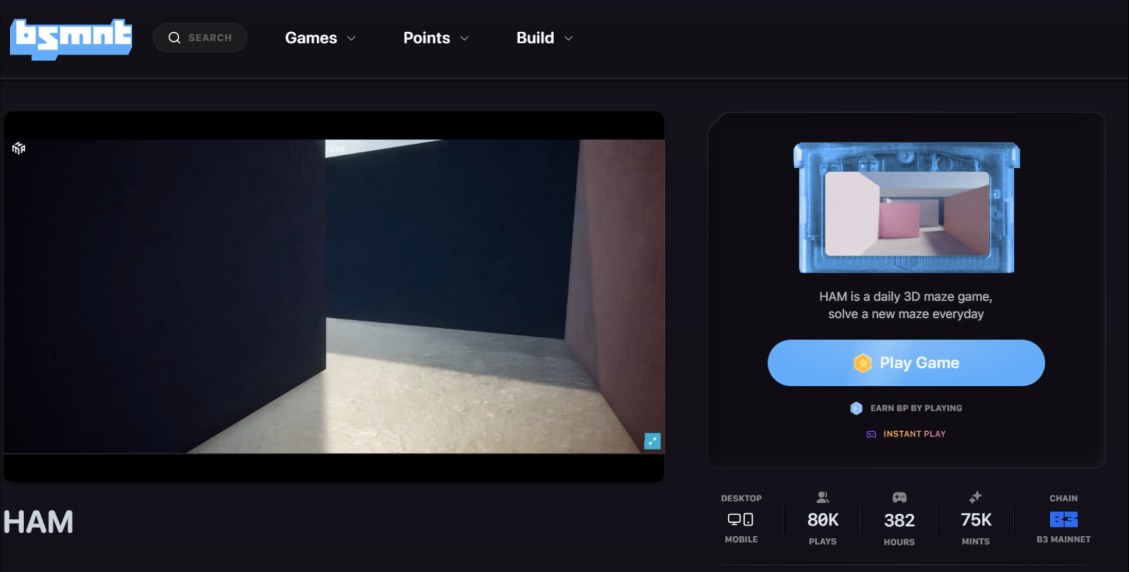 bsmnt
SEARCH
Games
Points
Build
HAM is a daily 3D maze game,
solve a new maze everyday
Play Game
EARN BP BY PLAYING
INSTANT PLAY
HAM
DESKTOP
MOBILE
80K
PLAYS
382
HOURS
75K
MINTS
CHAIN
B3
B3 MAINNET